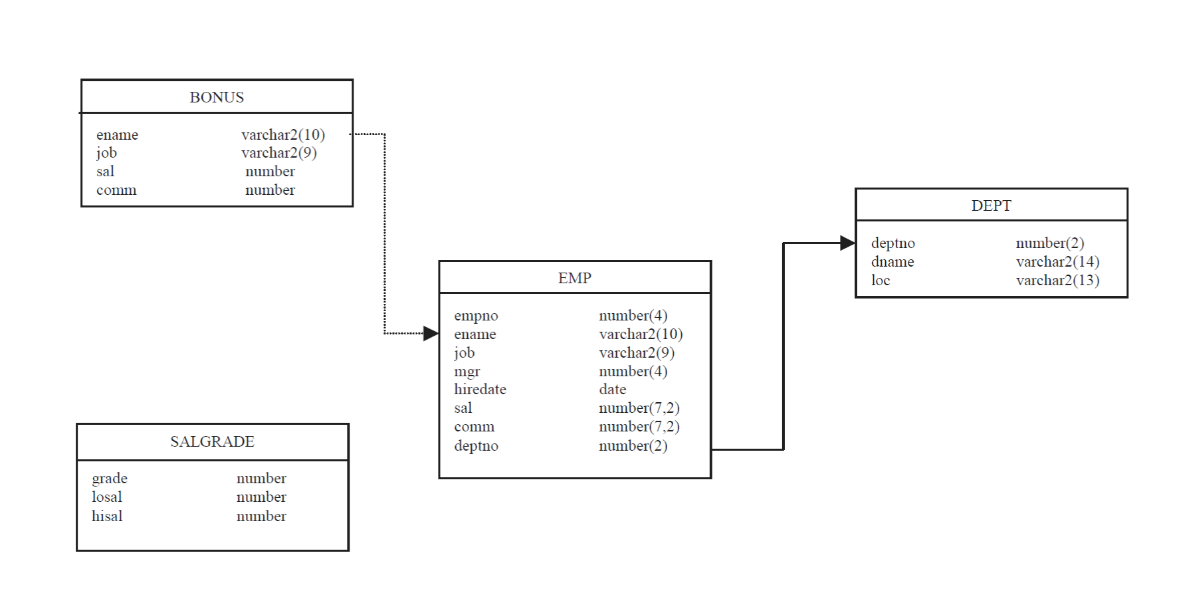 BONUS
ename varchar2(10)
job varchar2(9)
sal number
comm number
DEPT
deptno number(2)
dname varchar2(14)
loc varchar2(13)
EMP
empno number(4)
ename varchar2(10)
job varchar2(9)
mgr number(4)
hiredate date
sal number(7,2)
comm number(7,2)
deptno number(2)
SALGRADE
grade number
losal number
hisal number